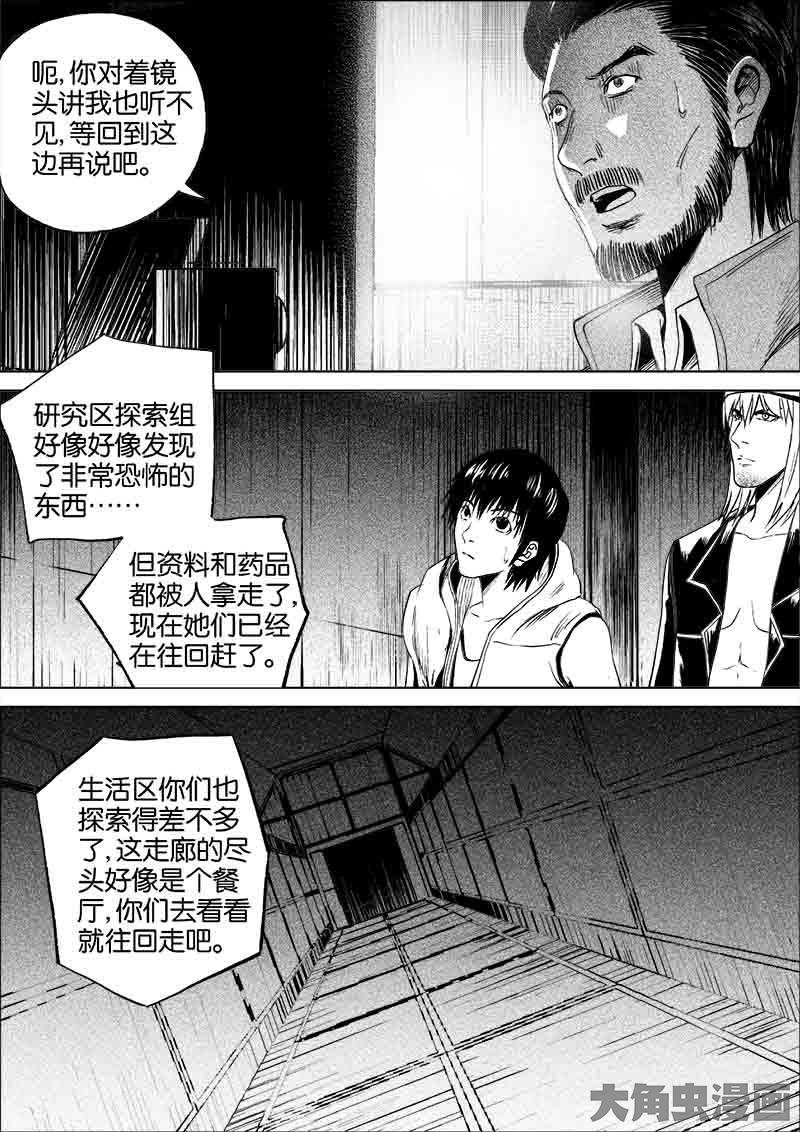 呃,你对着镜
头讲我也听不
见,等回到这
边再说吧。
研究区探索组
好像好像发现
了非常恐怖的
东西……
但资料和药品
都被人拿走了,
现在她们已经
在往回赶了。
生活区你们也
探索得差不多
了,这走廊的尽
头好像是个餐
厅,你们去看看
就往回走吧。
大角虫漫画